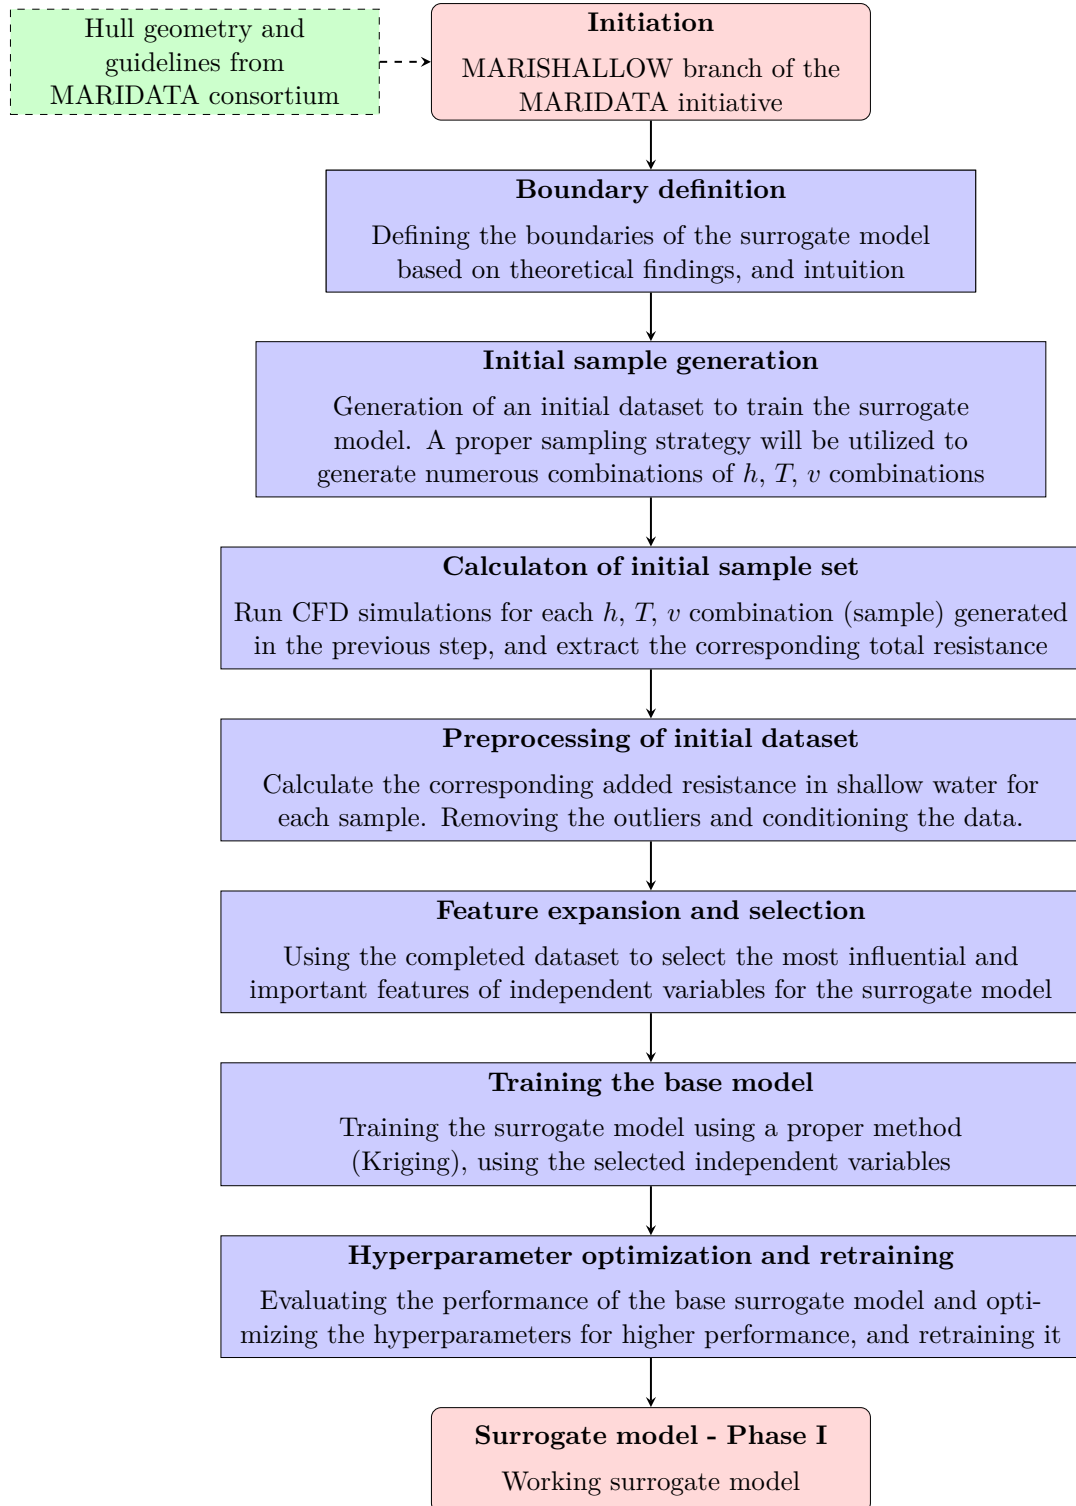 Hull geometry and
guidelines from
MARIDATA consortium
Initiation
MARISHALLOW branch of the
MARIDATA initiative
Boundary definition
Defining the boundaries of the surrogate model
based on theoretical findings, and intuition
Initial sample generation
Generation of an initial dataset to train the surrogate
model. A proper sampling strategy will be utilized to
generate numerous combinations of h, T, v combinations
Calculaton of initial sample set
Run CFD simulations for each h, T, v combination (sample) generated
in the previous step, and extract the corresponding total resistance
Preprocessing of initial dataset
Calculate the corresponding added resistance in shallow water for
each sample. Removing the outliers and conditioning the data.
Feature expansion and selection
Using the completed dataset to select the most influential and
important features of independent variables for the surrogate model
Training the base model
Training the surrogate model using a proper method
(Kriging), using the selected independent variables
Hyperparameter optimization and retraining
Evaluating the performance of the base surrogate model and opti-
mizing the hyperparameters for higher performance, and retraining it
Surrogate model - Phase I
Working surrogate model